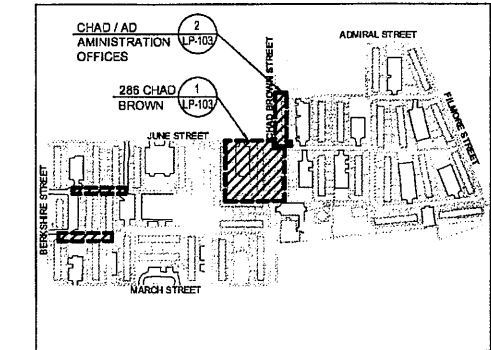 CHAD / AD
AMINISTRATION
OFFICES
2
LP-103
ADMIRAL STREET
CHAD BROWN STREET
286 CHAD
BROWN
1
LP-103
FILMORE STREET
JUNE STREET
BERKSHIRE STREET
MARCH STREET